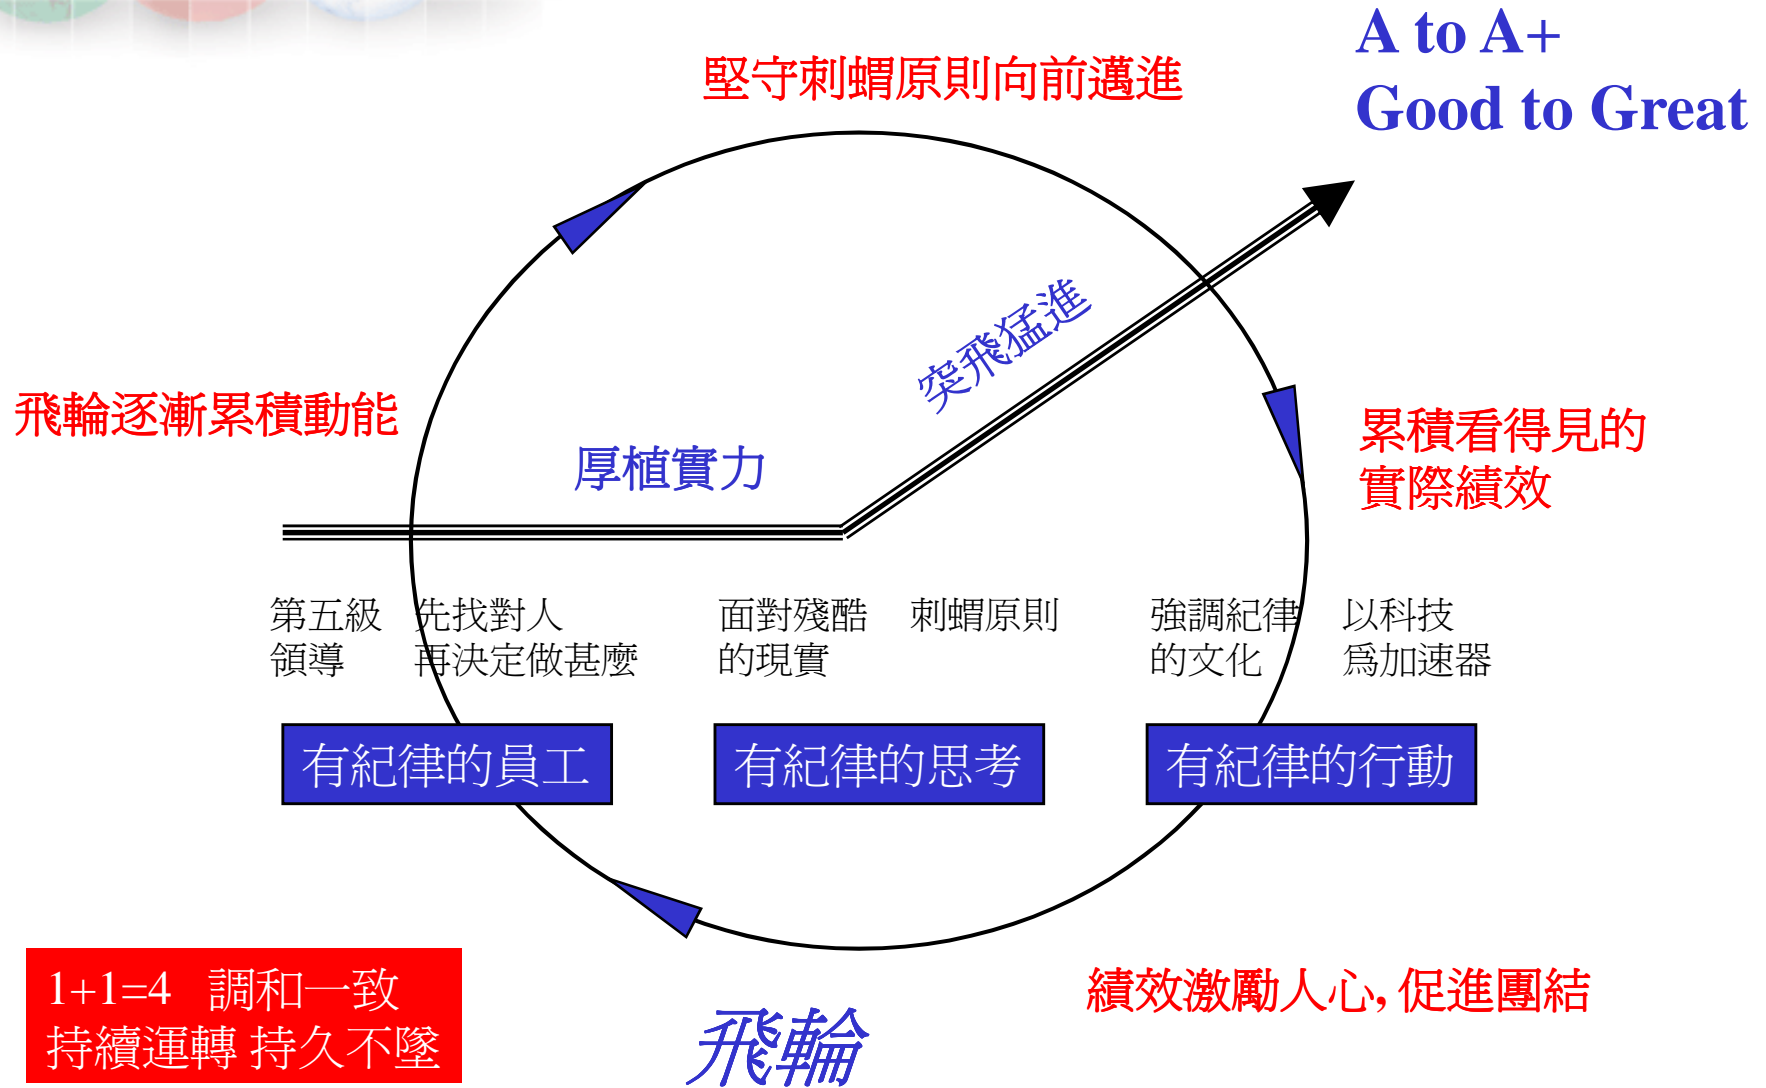 A to A+
Good to Great
堅守刺蝟原則向前邁進
突飛猛進
飛輪逐漸累積動能
累積看得見的
實際績效
厚植實力
第五級
領導
先找對人
再決定做甚麼
面對殘酷
的現實
刺蝟原則
強調紀律
的文化
以科技
爲加速器
有紀律的員工
有紀律的思考
有紀律的行動
1+1=4 調和一致
持續運轉 持久不墜
績效激勵人心, 促進團結
飛輪